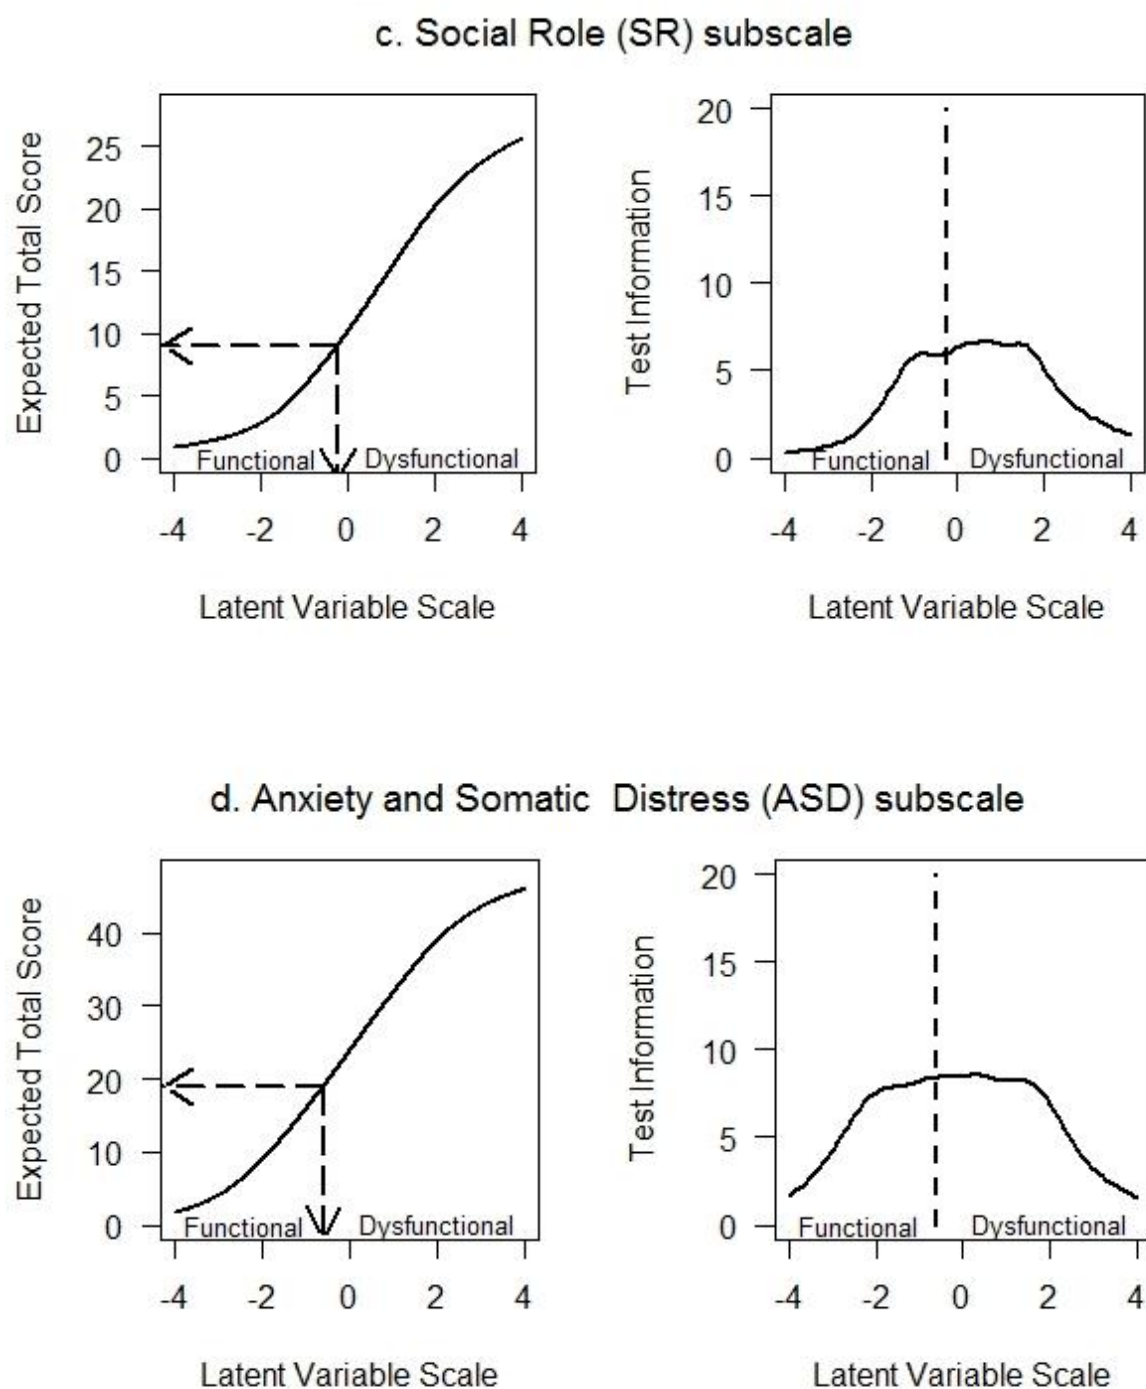 c. Social Role (SR) subscale
Expected Total Score
25
20
15
10
5
0
Functional
Dysfunctional
-4 -2 0 2 4
Latent Variable Scale
Test Information
20
15
10
5
0
Functional
Dysfunctional
-4 -2 0 2 4
Latent Variable Scale
d. Anxiety and Somatic Distress (ASD) subscale
Expected Total Score
40
30
20
10
0
Functional
Dysfunctional
-4 -2 0 2 4
Latent Variable Scale
Test Information
20
15
10
5
0
Functional
Dysfunctional
-4 -2 0 2 4
Latent Variable Scale